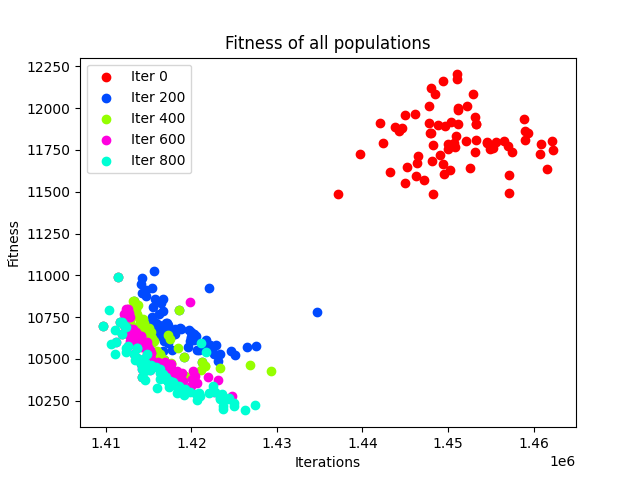 Fitness of all populations
12250
12000
11750
11500
11250
11000
10750
10500
10250
Fitness
Iter 0
Iter 200
Iter 400
Iter 600
Iter 800
1.41 1.42 1.43 1.44 1.45 1.46
1e6
Iterations